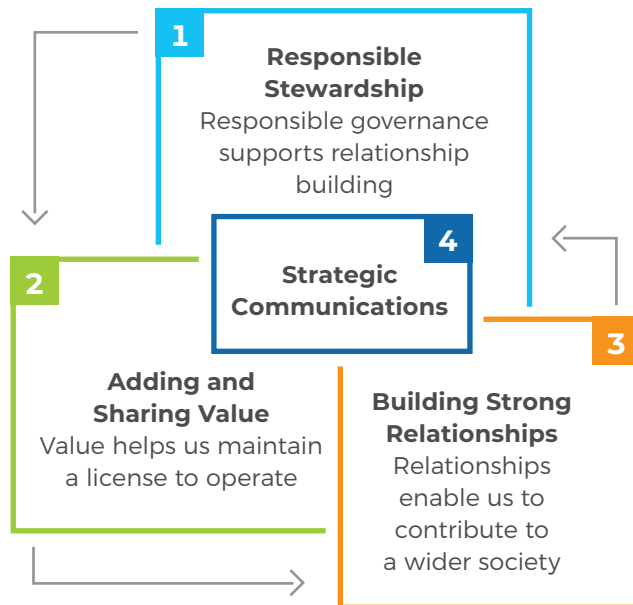 1
Responsible
Stewardship
Responsible governance
supports relationship
building
2
Adding and
Sharing Value
Value helps us maintain
a license to operate
3
Building Strong
Relationships
Relationships
enable us to
contribute to
a wider society
4
Strategic
Communications